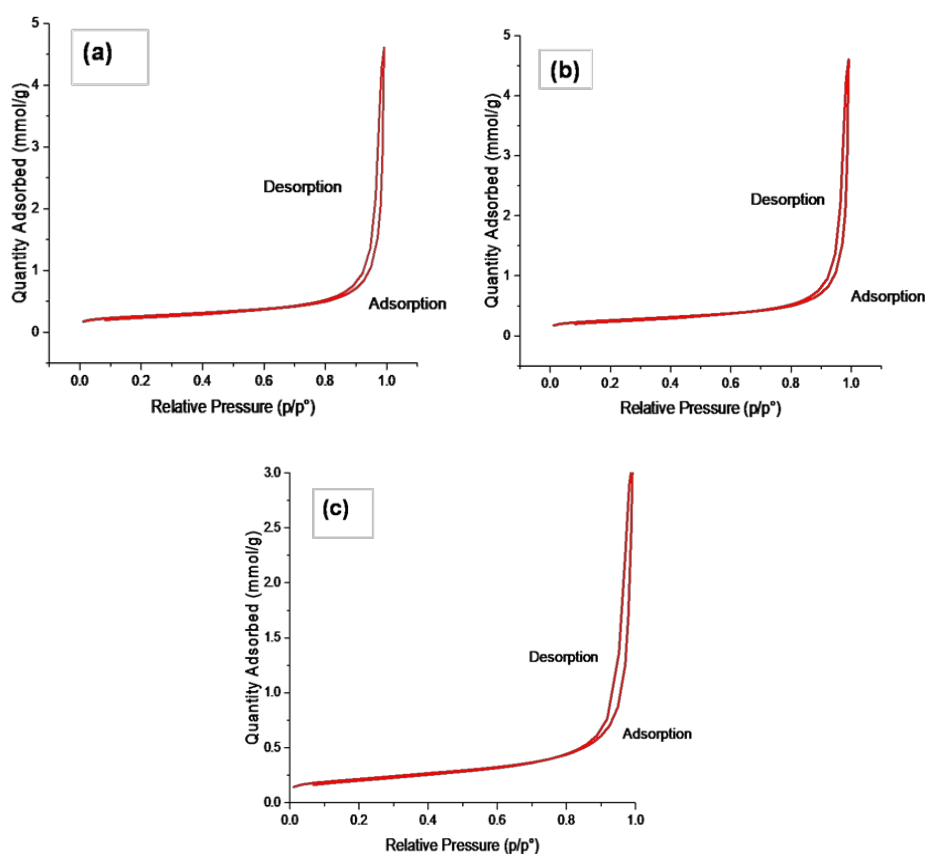 (a)
Quantity Adsorbed (mmol/g)
5
4
3
2
1
0
Desorption
Adsorption
0.0 0.2 0.4 0.6 0.8 1.0
Relative Pressure (p/p°)
(b)
Quantity Adsorbed (mmol/g)
5
4
3
2
1
0
Desorption
Adsorption
0.0 0.2 0.4 0.6 0.8 1.0
Relative Pressure (p/p°)
(c)
Quantity Adsorbed (mmol/g)
3.0
2.5
2.0
1.5
1.0
0.5
0.0
Desorption
Adsorption
0.0 0.2 0.4 0.6 0.8 1.0
Relative Pressure (p/p°)